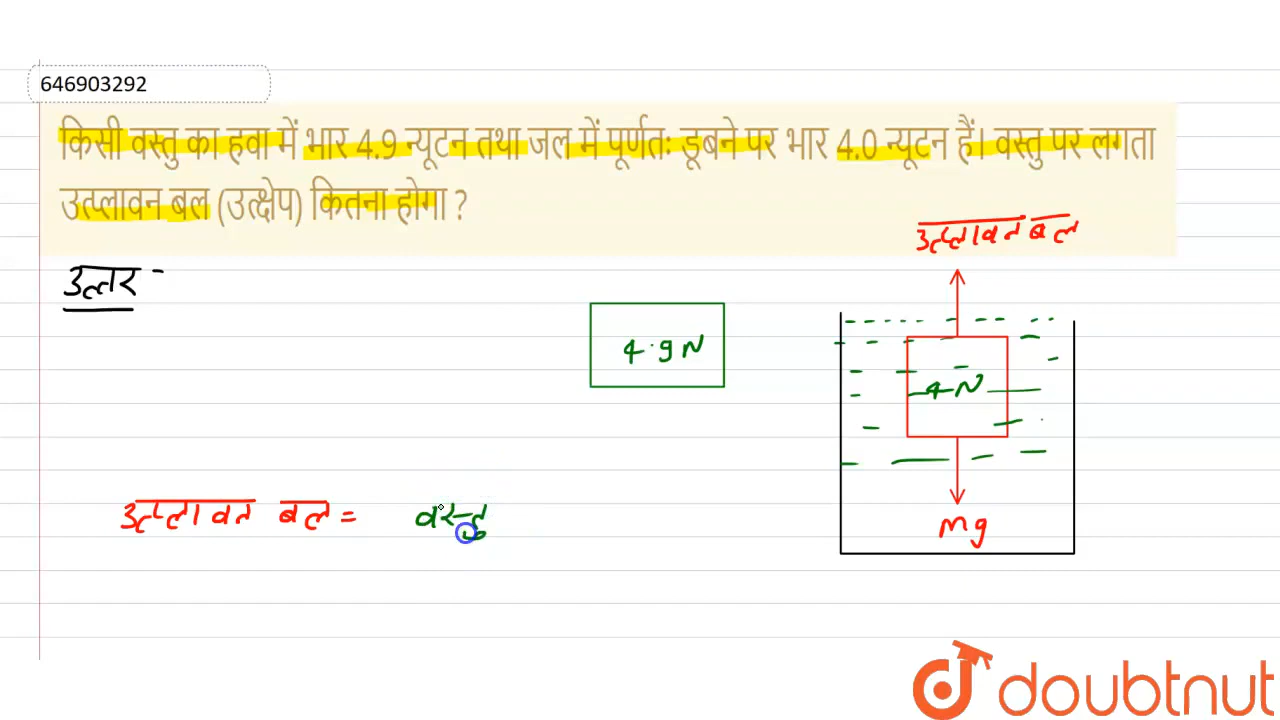 646903292
किसी वस्तु का हवा में भार 4.9 न्यूटन तथा जल में पूर्णतः डूबने पर भार 4.0 न्यूटन हैं। वस्तु पर लगता
उत्प्लावन बल (उत्क्षेप) कितना होगा ?
उत्प्लावन बल
उत्तर -
4.9 N
4 N
उत्प्लावन बल = वस्तु
mg
doubtnut